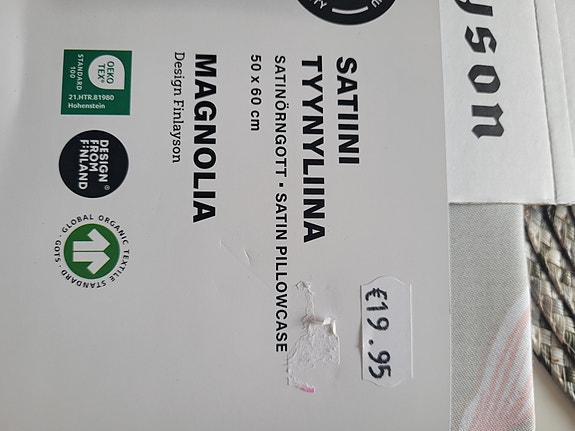 yson
SATIINI
TYYNYLIINA
SATINÖRNGOTT • SATIN PILLOWCASE
50 x 60 cm
€19.95
MAGNOLIA
Design Finlayson
OEKO
TEX®
STANDARD
100
21.HTR.81980
Hohenstein
DESIGN
FROM
FINLAND
®
GLOBAL ORGANIC TEXTILE STANDARD · GOTS ·